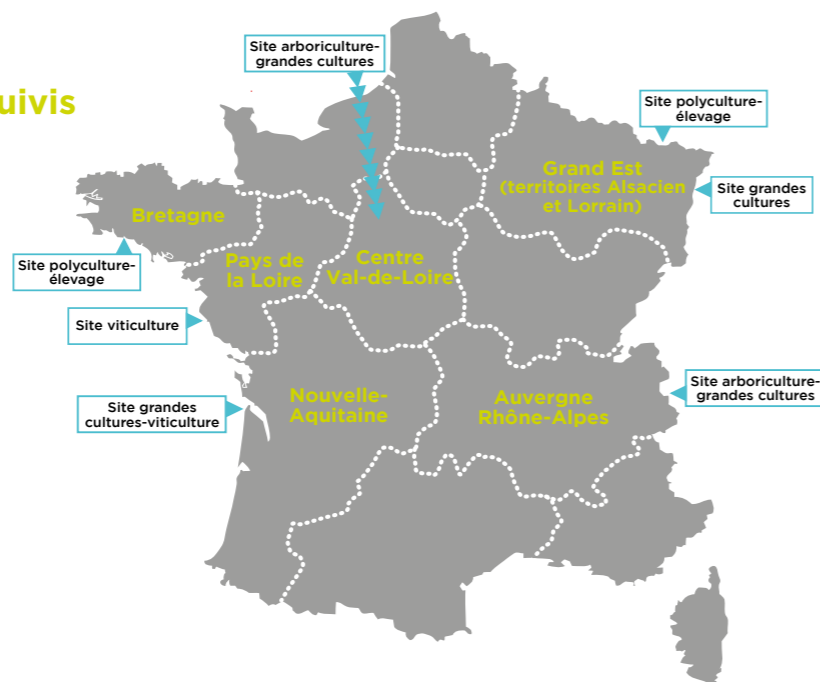 uivis
Site arboriculture-
grandes cultures
Site polyculture-
élevage
Grand Est
(territoires Alsacien
et Lorrain)
Site grandes
cultures
Bretagne
Pays de
la Loire
Centre
Val-de-Loire
Site polyculture-
élevage
Site viticulture
Nouvelle-
Aquitaine
Auvergne
Rhône-Alpes
Site arboriculture-
grandes cultures
Site grandes
cultures-viticulture